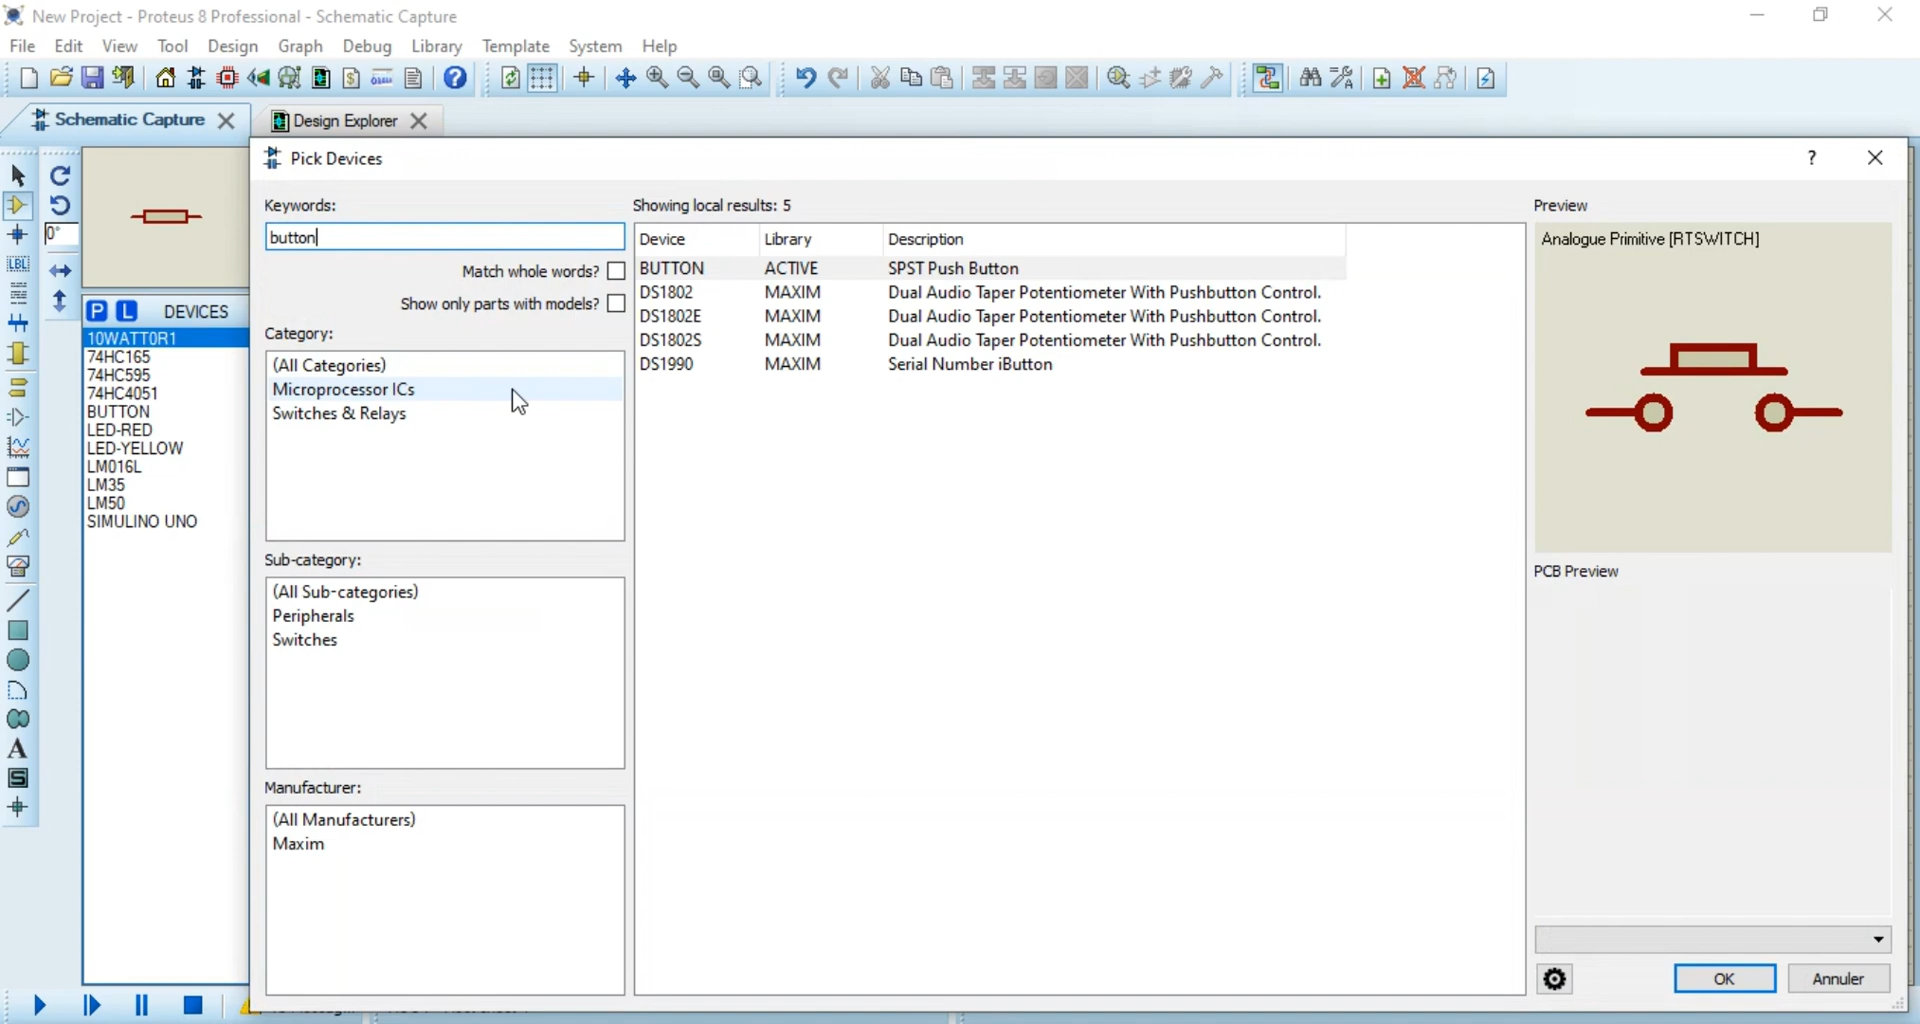 New Project - Proteus 8 Professional - Schematic Capture
File Edit View Tool Design Graph Debug Library Template System Help
Schematic Capture
Design Explorer
Pick Devices
?
Keywords:
button
Match whole words?
Show only parts with models?
Category:
(All Categories)
Microprocessor ICs
Switches & Relays
Sub-category:
(All Sub-categories)
Peripherals
Switches
Manufacturer:
(All Manufacturers)
Maxim
Showing local results: 5
Device Library Description
BUTTON ACTIVE SPST Push Button
DS1802 MAXIM Dual Audio Taper Potentiometer With Pushbutton Control.
DS1802E MAXIM Dual Audio Taper Potentiometer With Pushbutton Control.
DS1802S MAXIM Dual Audio Taper Potentiometer With Pushbutton Control.
DS1990 MAXIM Serial Number iButton
Preview
Analogue Primitive [RTSWITCH]
PCB Preview
OK
Annuler
0°
LBL
P L DEVICES
10WATT0R1
74HC165
74HC595
74HC4051
BUTTON
LED-RED
LED-YELLOW
LM016L
LM35
LM50
SIMULINO UNO
A
S